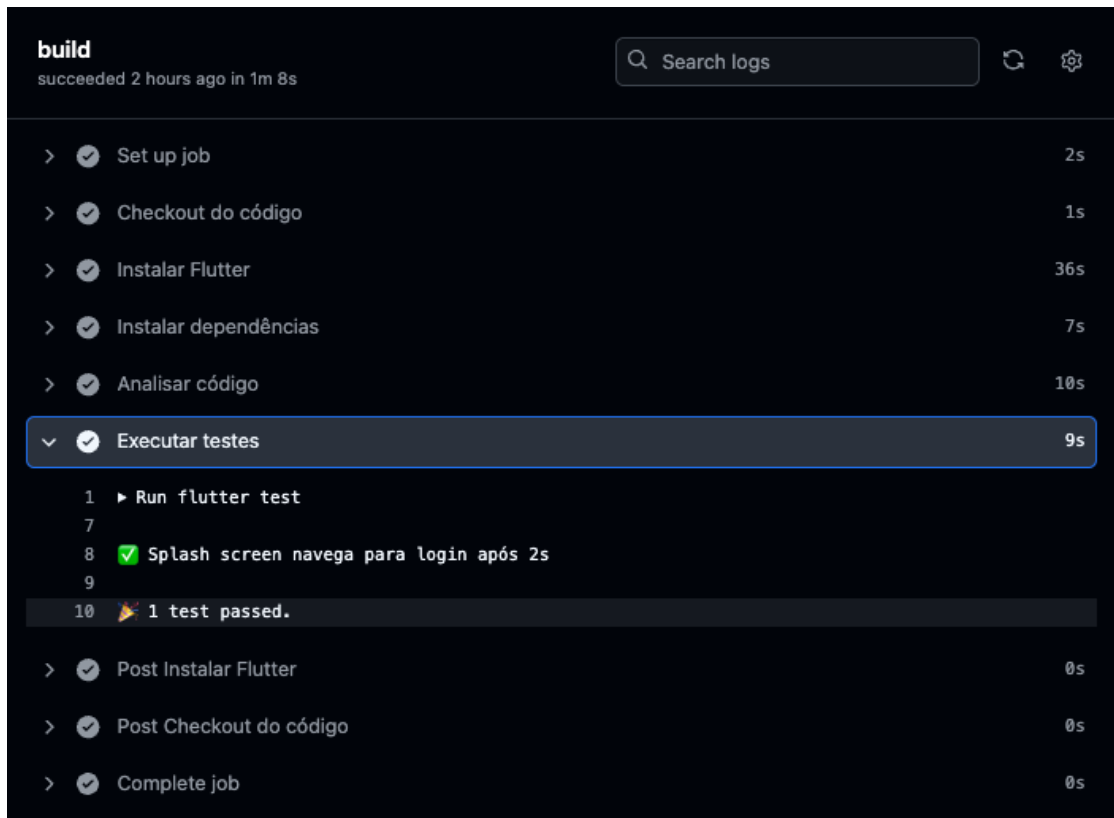 build
succeeded 2 hours ago in 1m 8s
Search logs
Set up job 2s
Checkout do código 1s
Instalar Flutter 36s
Instalar dependências 7s
Analisar código 10s
Executar testes 9s
1 ▶ Run flutter test
7
8 ✅ Splash screen navega para login após 2s
9
10 🎉 1 test passed.
Post Instalar Flutter 0s
Post Checkout do código 0s
Complete job 0s